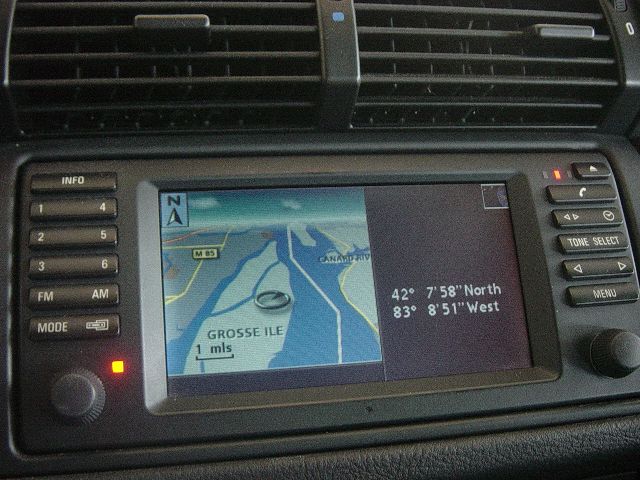 INFO
1 4
2 5
3 6
FM AM
MODE
N
M 85
CANARD RIV
GROSSE ILE
1 mls
42° 7'58" North
83° 8'51" West
TONE SELECT
MENU